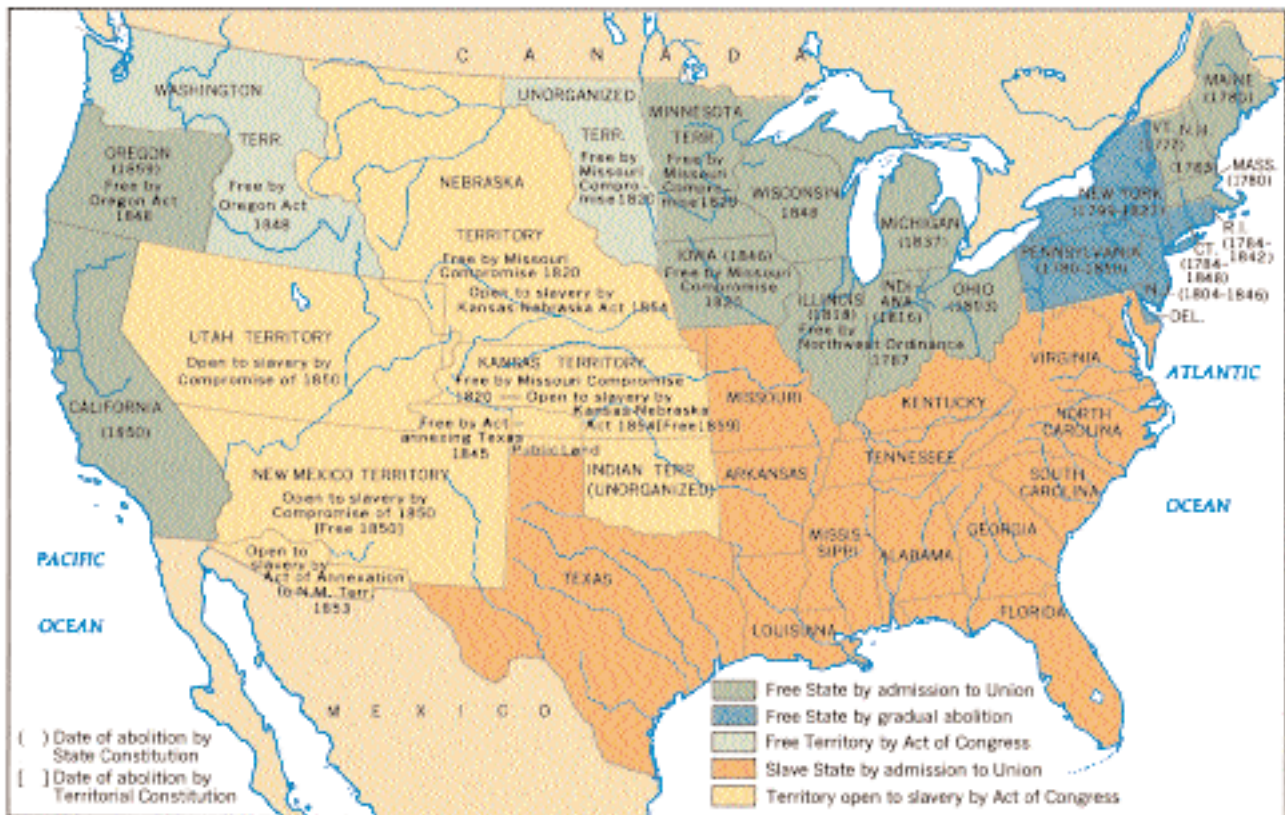 C A N A D A
WASHINGTON
TERR.
Free by
Oregon Act
1848
OREGON
(1859)
Free by
Oregon Act
1848
UNORGANIZED
TERR.
Free by
Missouri
Compro-
mise 1820
MINNESOTA
TERR.
Free by
Missouri
Compro-
mise 1820
NEBRASKA
TERRITORY
Free by Missouri
Compromise 1820
Open to slavery by
Kansas Nebraska Act 1854
WISCONSIN
1848
MICHIGAN
(1837)
IOWA (1846)
Free by Missouri
Compromise
1820
ILLINOIS
(1818)
INDI
ANA
(1816)
Free by
Northwest Ordinance
1787
OHIO
(1803)
MAINE
VT.
(1777)
N.H.
MASS.
(1780)
NEW YORK
R.I.
(1784-
1842)
CT.
(1784-
1848)
PENNSYLVANIA
N.J.
(1804-1846)
DEL.
UTAH TERRITORY
Open to slavery by
Compromise of 1850
CALIFORNIA
(1850)
KANSAS TERRITORY
Free by Missouri Compromise
1820 — Open to slavery by
Kansas-Nebraska
Act 1854 [Free 1859]
Free by Act
annexing Texas
1845
Public Land
NEW MEXICO TERRITORY
Open to slavery by
Compromise of 1850
[Free 1850]
Open to
slavery by
Act of Annexation
to N.M. Terr.
1853
INDIAN TERR.
(UNORGANIZED)
MISSOURI
ARKANSAS
TEXAS
LOUISIANA
MISSIS
SIPPI
ALABAMA
GEORGIA
FLORIDA
TENNESSEE
KENTUCKY
VIRGINIA
NORTH
CAROLINA
SOUTH
CAROLINA
ATLANTIC
OCEAN
PACIFIC
OCEAN
M E X I C O
Free State by admission to Union
Free State by gradual abolition
Free Territory by Act of Congress
Slave State by admission to Union
Territory open to slavery by Act of Congress
( ) Date of abolition by
State Constitution
[ ] Date of abolition by
Territorial Constitution